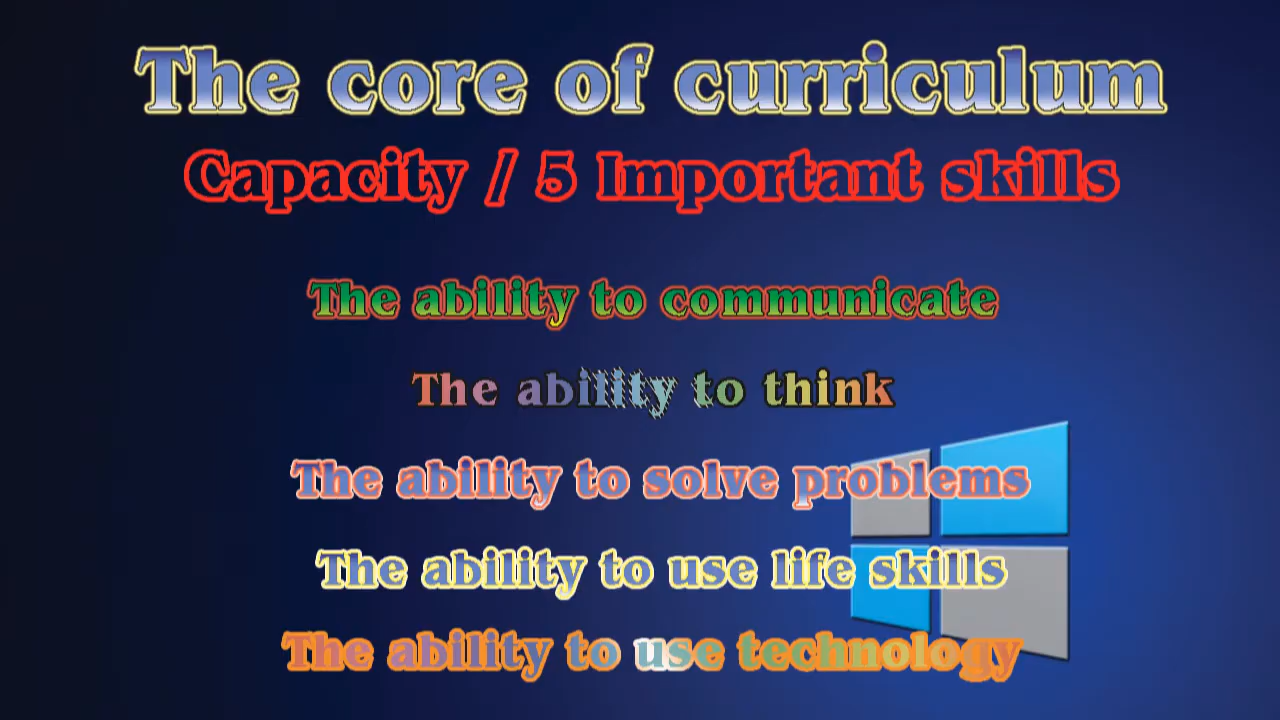 The core of curriculum
Capacity / 5 Important skills
The ability to communicate
The ability to think
The ability to solve problems
The ability to use life skills
The ability to use technology